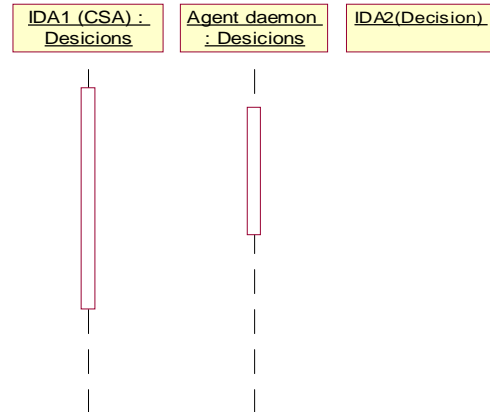 IDA1 (CSA) :
Desicions
Agent daemon
: Desicions
IDA2(Decision)